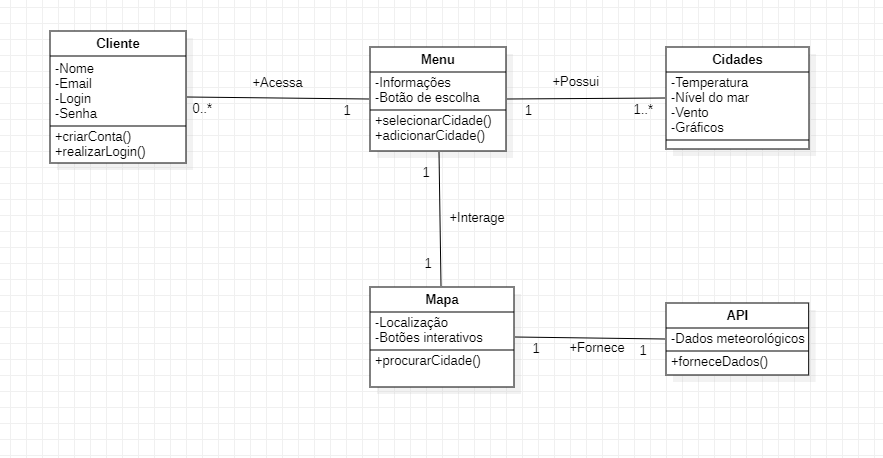 Cliente
-Nome
-Email
-Login
-Senha
+criarConta()
+realizarLogin()
+Acessa
0..*
1
Menu
-Informações
-Botão de escolha
+selecionarCidade()
+adicionarCidade()
+Possui
1
1..*
Cidades
-Temperatura
-Nível do mar
-Vento
-Gráficos
1
+Interage
1
Mapa
-Localização
-Botões interativos
+procurarCidade()
1
+Fornece
1
API
-Dados meteorológicos
+forneceDados()